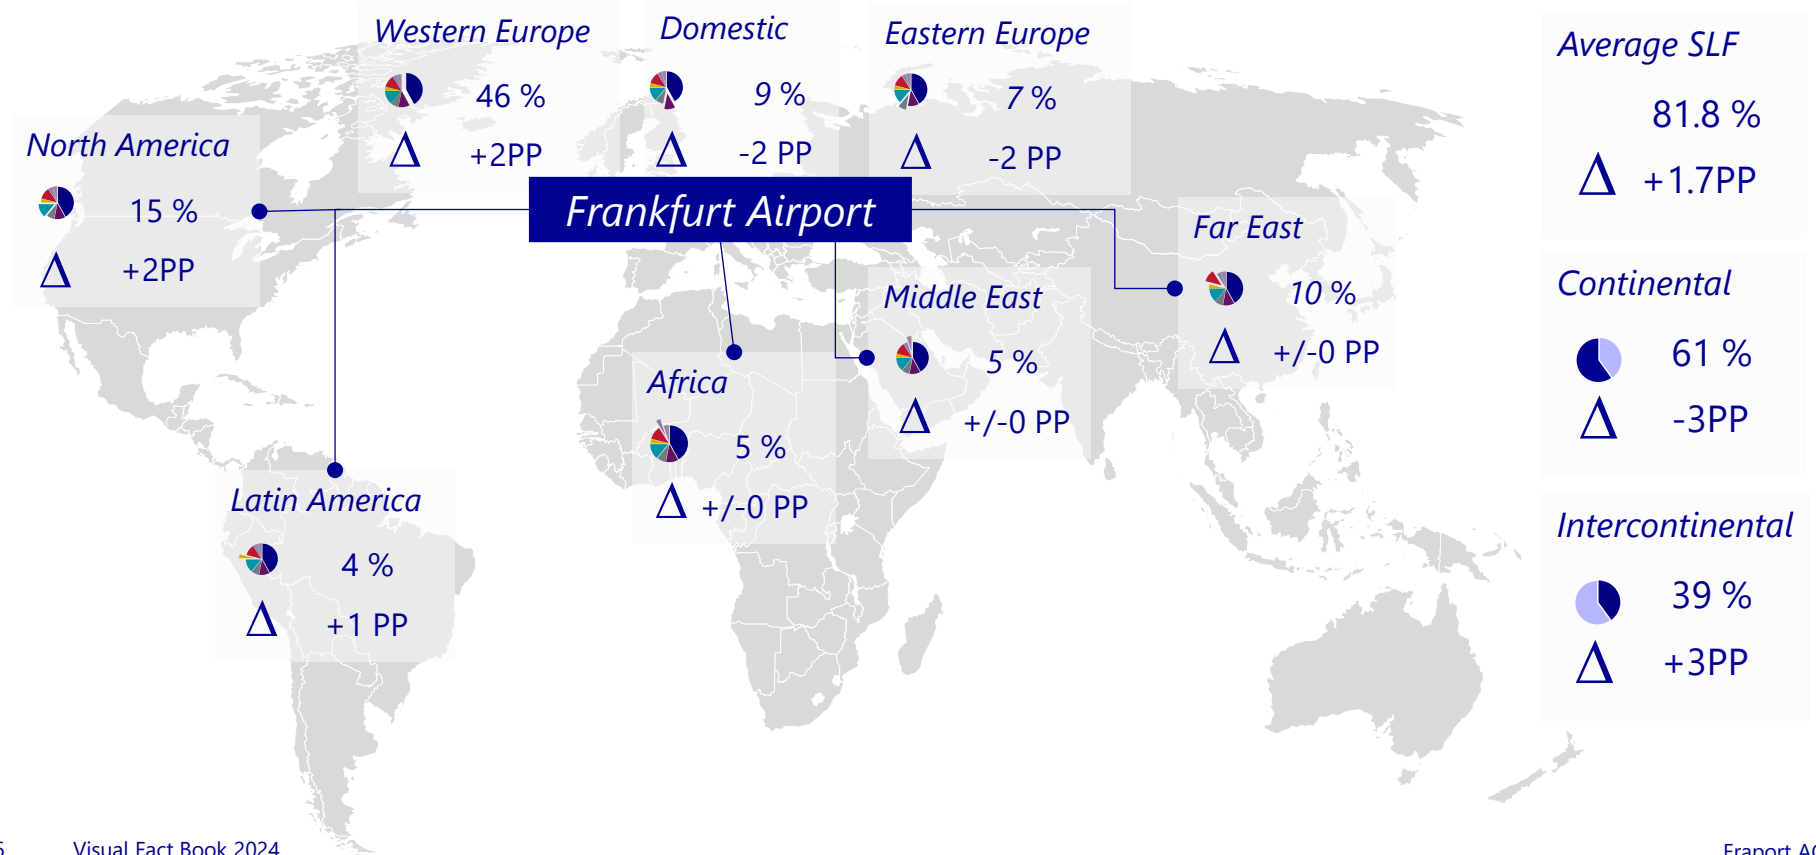 Western Europe
46 %
Δ +2PP
Domestic
9 %
Δ -2 PP
Eastern Europe
7 %
Δ -2 PP
Average SLF
81.8 %
Δ +1.7PP
North America
15 %
Δ +2PP
Frankfurt Airport
Far East
10 %
Δ +/-0 PP
Continental
61 %
Δ -3PP
Middle East
5 %
Δ +/-0 PP
Africa
5 %
Δ +/-0 PP
Latin America
4 %
Δ +1 PP
Intercontinental
39 %
Δ +3PP
Visual Fact Book 2024
Fraport